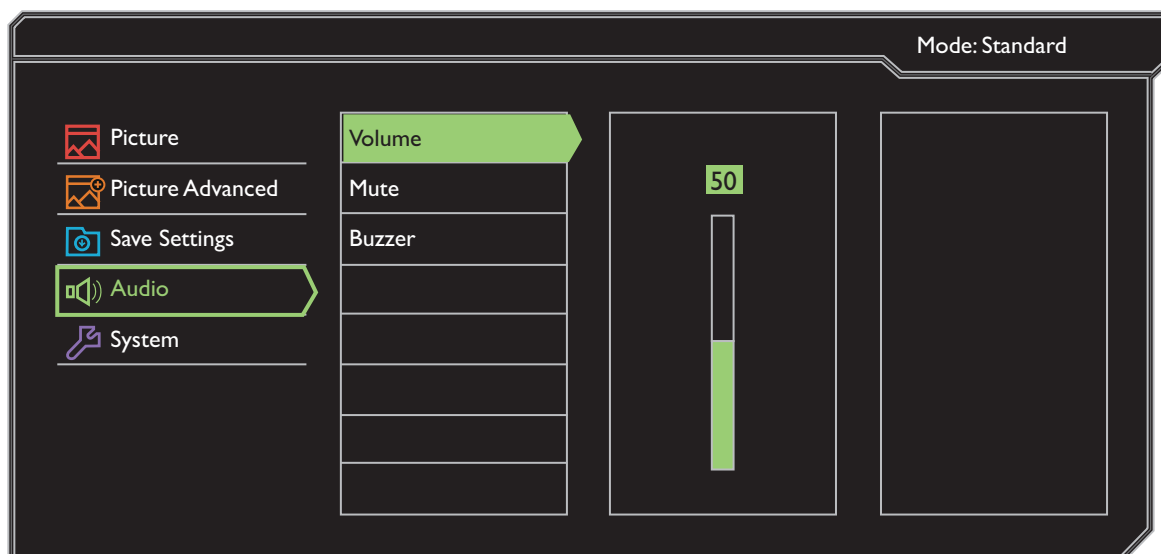 Mode: Standard
Picture
Picture Advanced
Save Settings
Audio
System
Volume
Mute
Buzzer
50